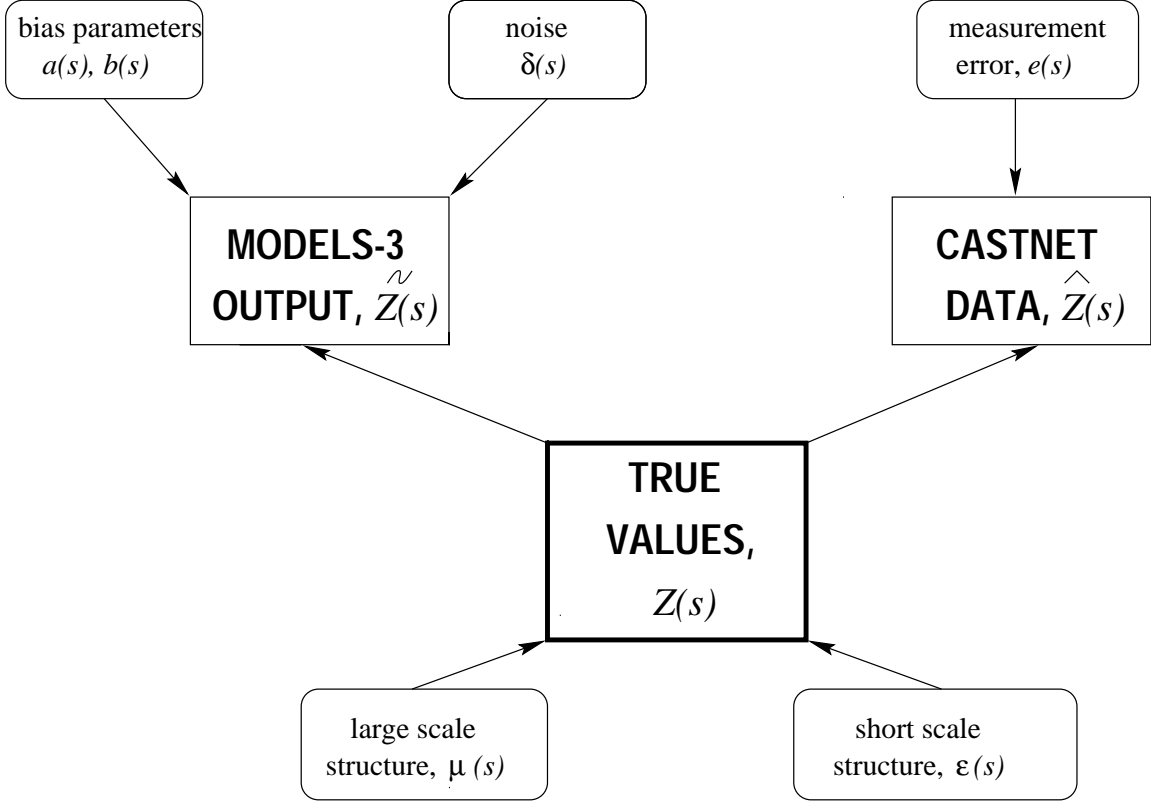 bias parameters
a(s), b(s)
noise
δ(s)
measurement
error, e(s)
MODELS-3
OUTPUT, Z̃(s)
CASTNET
DATA, Ẑ(s)
TRUE
VALUES,
Z(s)
large scale
structure, μ(s)
short scale
structure, ε(s)